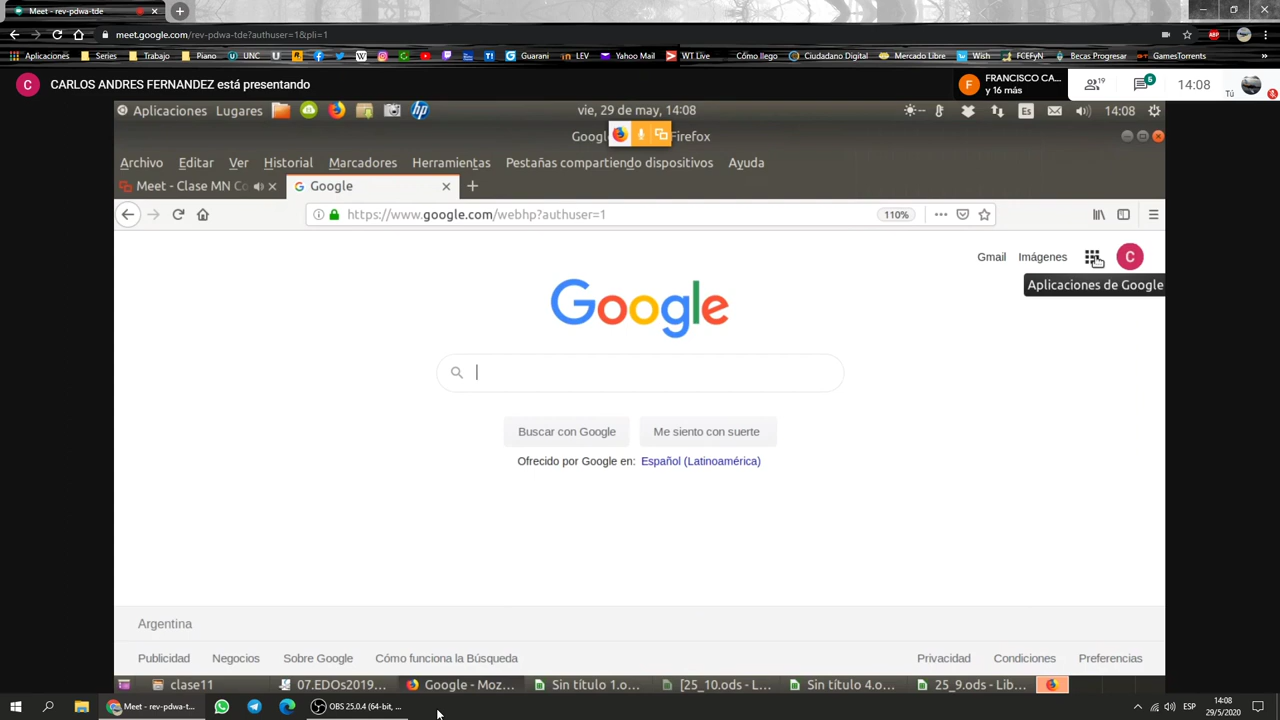 Meet - rev-pdwa-tde
meet.google.com/rev-pdwa-tde?authuser=1&pli=1
Aplicaciones Series Trabajo Piano UNC Guarani LEV Yahoo Mail WT Live Cómo llego Ciudadano Digital Mercado Libre Wish FCEFyN Becas Progresar GamesTorrents »
C CARLOS ANDRES FERNANDEZ está presentando
F FRANCISCO CA...
y 16 más
19 5 14:08 Tú
Aplicaciones Lugares vie, 29 de may, 14:08 Es 14:08
Googl Firefox
Archivo Editar Ver Historial Marcadores Herramientas Pestañas compartiendo dispositivos Ayuda
Meet - Clase MN Co Google
https://www.google.com/webhp?authuser=1 110%
Gmail Imágenes C
Aplicaciones de Google
Google
Buscar con Google Me siento con suerte
Ofrecido por Google en: Español (Latinoamérica)
Argentina
Publicidad Negocios Sobre Google Cómo funciona la Búsqueda Privacidad Condiciones Preferencias
clase11 07.EDOs2019... Google - Moz... Sin título 1.o... [25_10.ods - L... Sin título 4.o... 25_9.ods - Lib...
Meet - rev-pdwa-t... OBS 25.0.4 (64-bit, ... ESP 14:08
29/5/2020